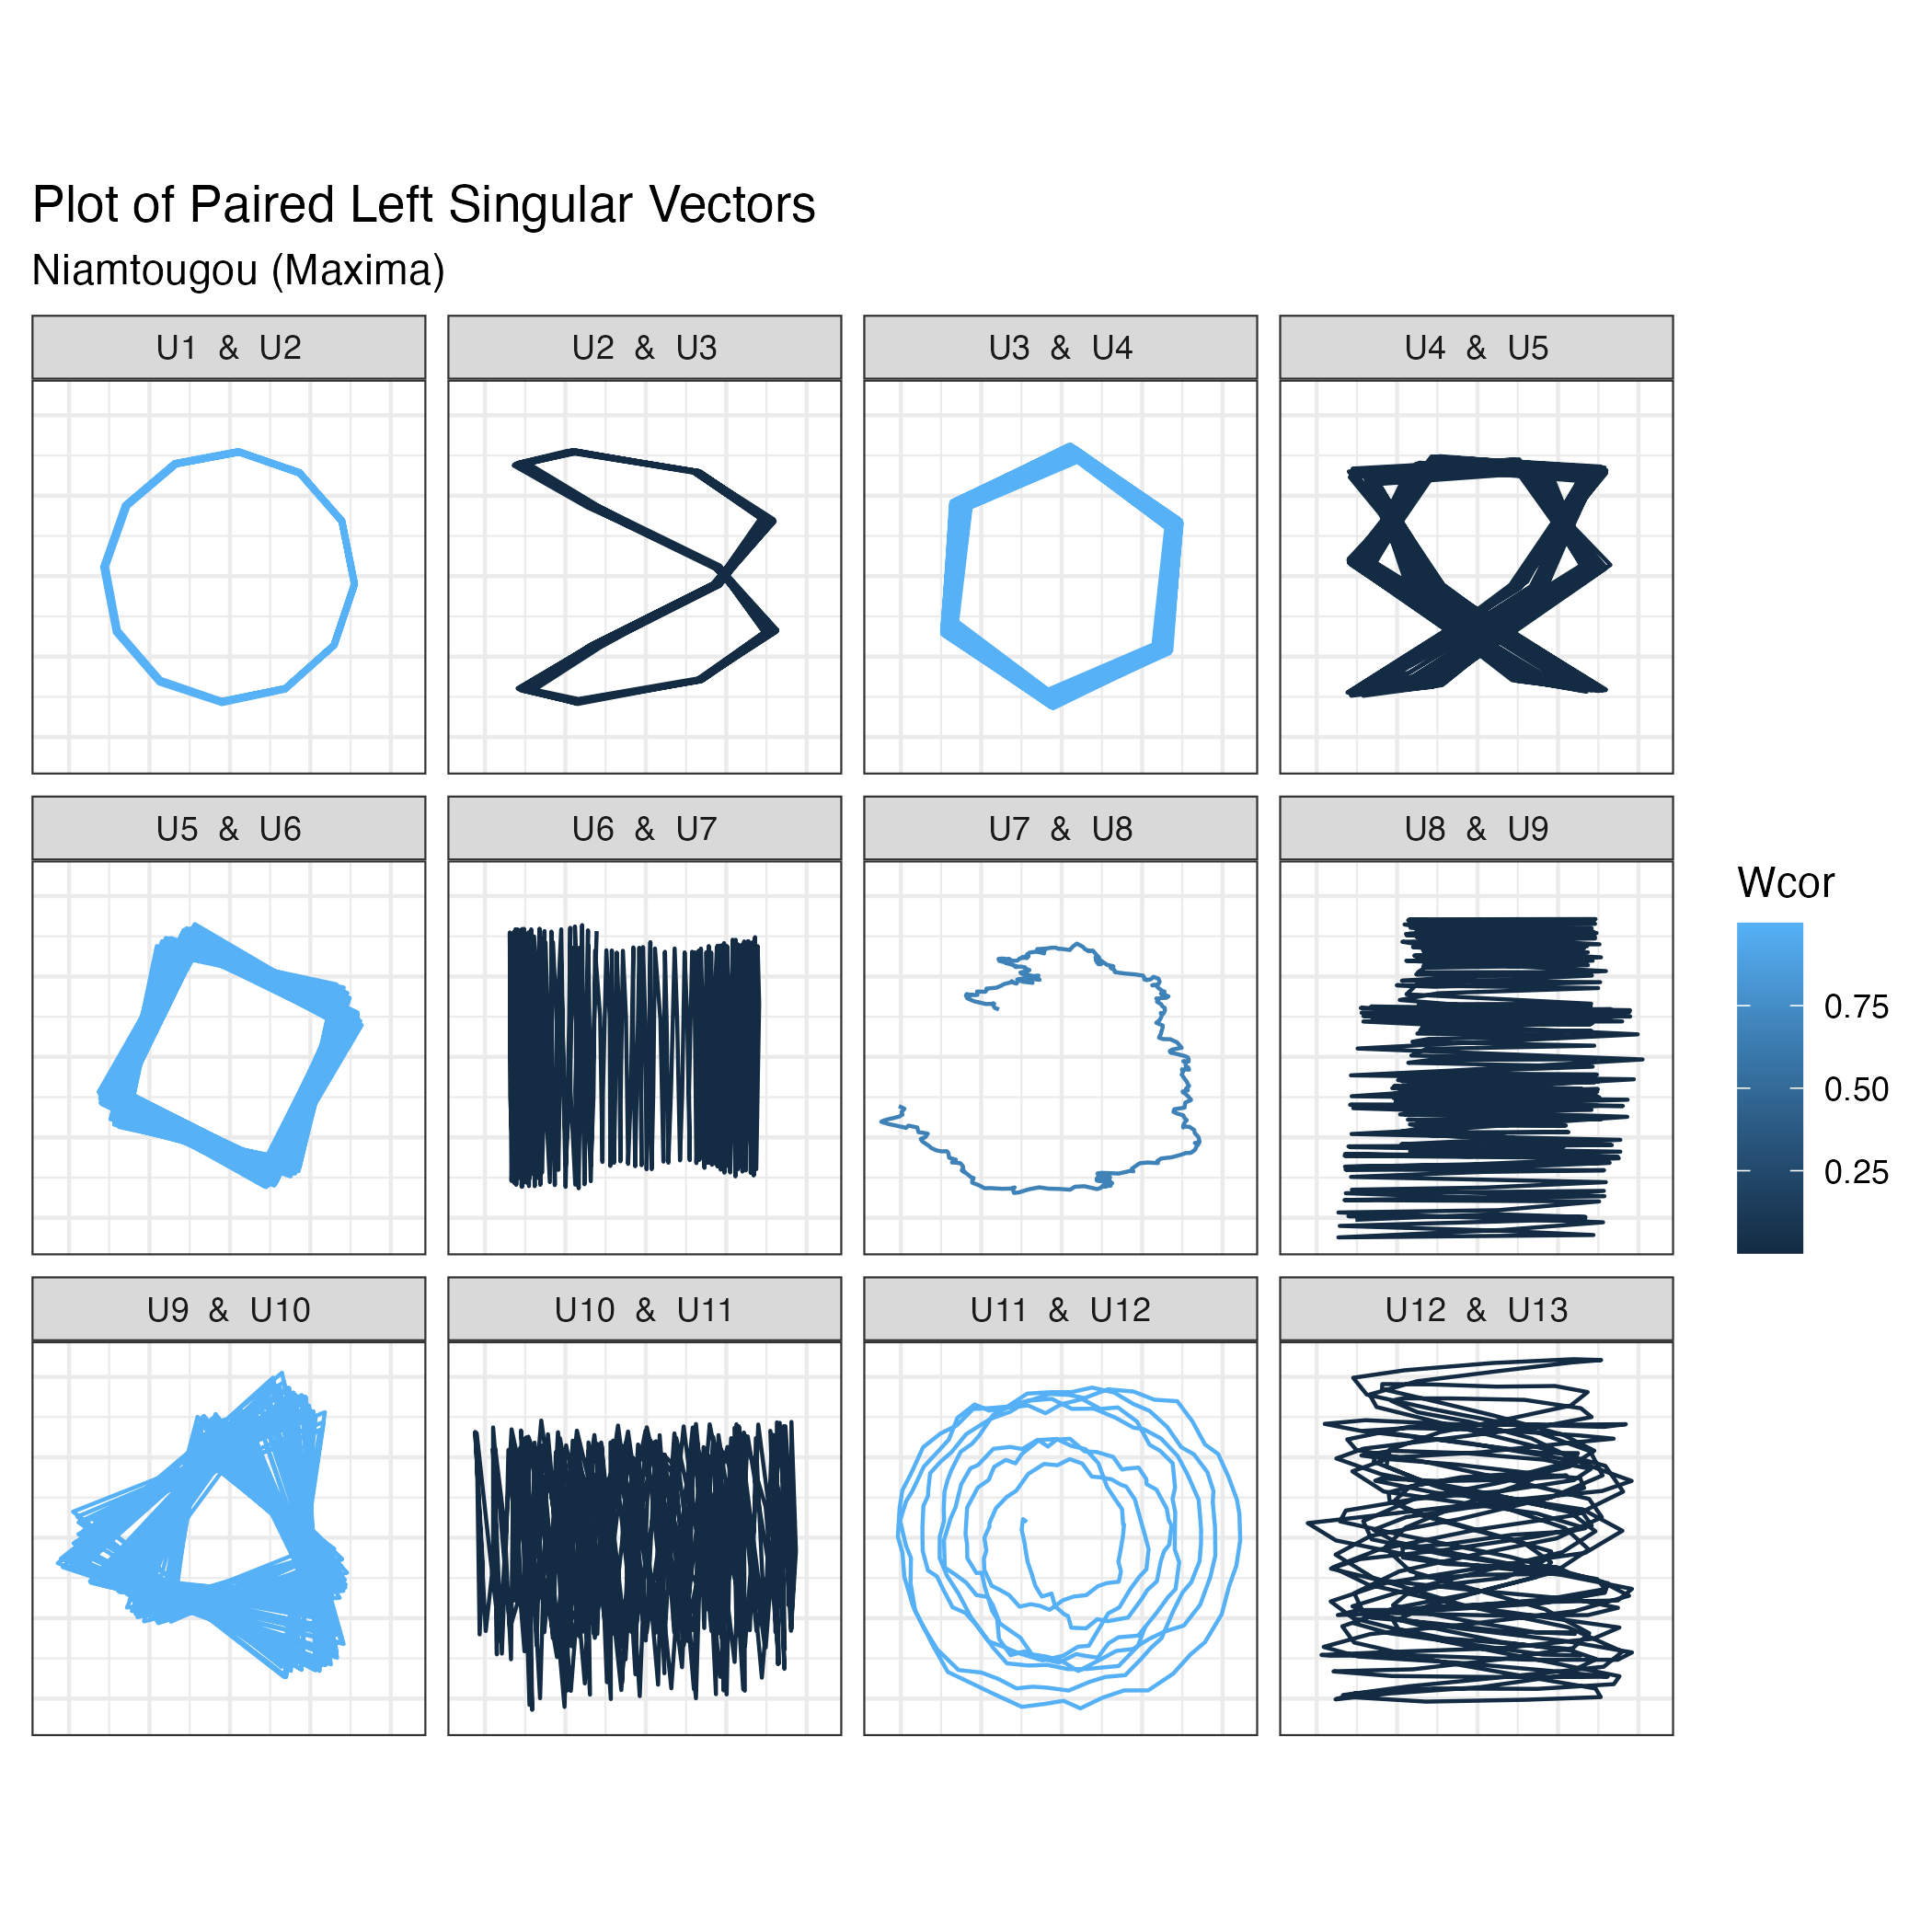 Plot of Paired Left Singular Vectors
Niamtougou (Maxima)
U1 & U2
U2 & U3
U3 & U4
U4 & U5
U5 & U6
U6 & U7
U7 & U8
U8 & U9
U9 & U10
U10 & U11
U11 & U12
U12 & U13
Wcor
0.75
0.50
0.25